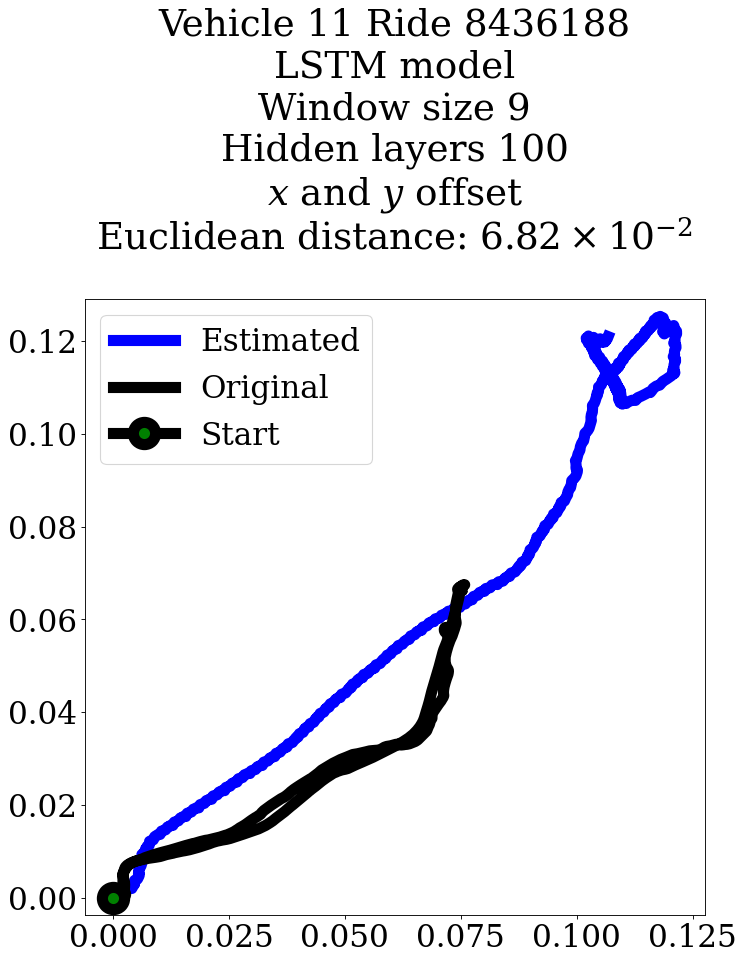 Vehicle 11 Ride 8436188
LSTM model
Window size 9
Hidden layers 100
x and y offset
Euclidean distance: 6.82 × 10⁻²
Estimated
Original
Start
0.12
0.10
0.08
0.06
0.04
0.02
0.00
0.000 0.025 0.050 0.075 0.100 0.125